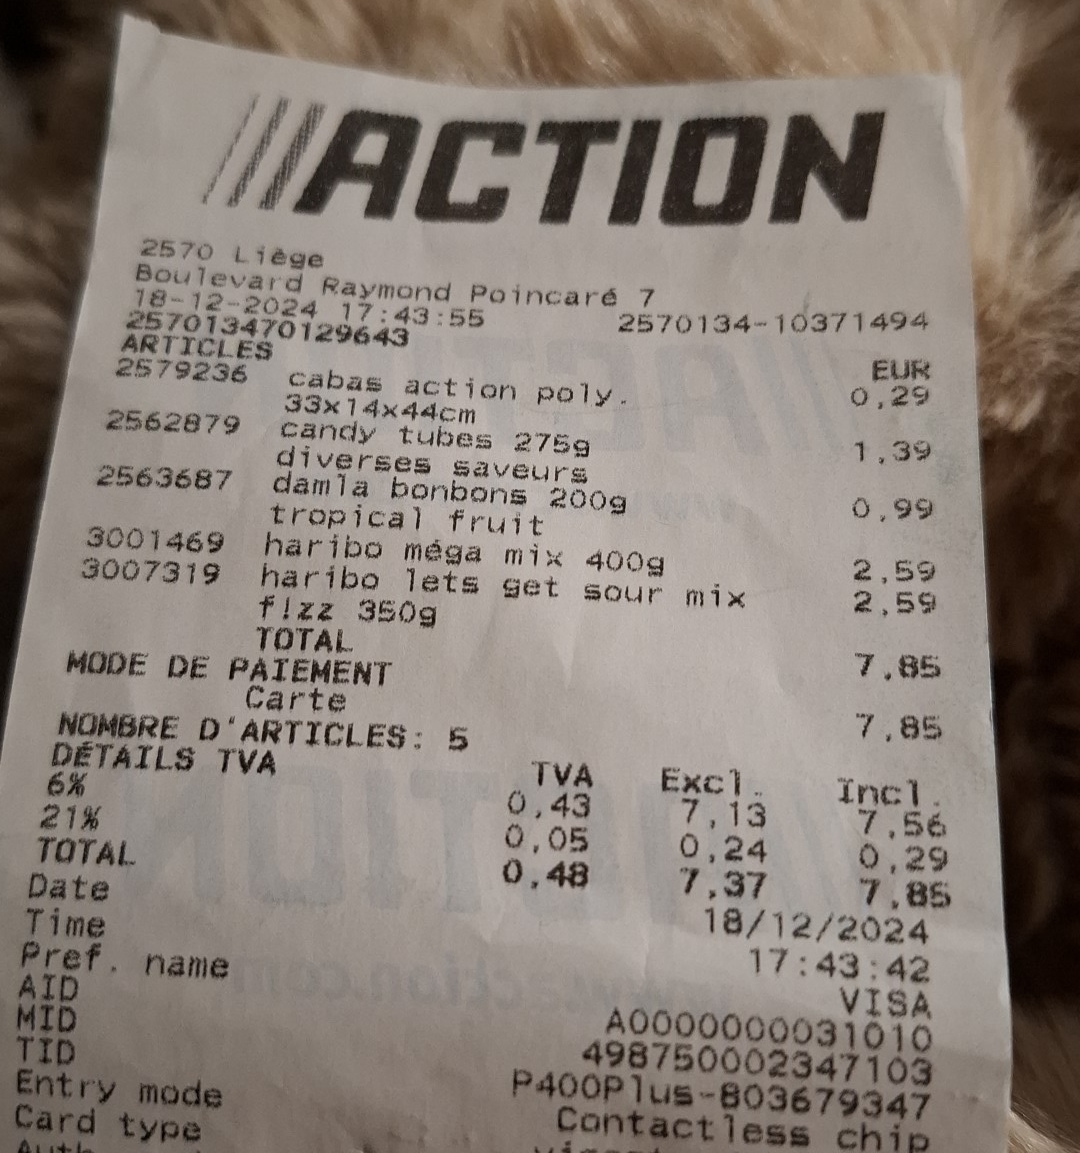 ///ACTION
2570 Liège
Boulevard Raymond Poincaré 7
18-12-2024 17:43:55 2570134-10371494
257013470129643
ARTICLES EUR
2579236 cabas action poly. 0,29
33x14x44cm
2562879 candy tubes 275g 1,39
diverses saveurs
2563687 damla bonbons 200g 0,99
tropical fruit
3001469 haribo méga mix 400g 2,59
3007319 haribo lets get sour mix 2,59
f!zz 350g
TOTAL 7,85
MODE DE PAIEMENT
Carte 7,85
NOMBRE D'ARTICLES: 5
DÉTAILS TVA TVA Excl. Incl.
6% 0,43 7,13 7,56
21% 0,05 0,24 0,29
TOTAL 0,48 7,37 7,85
Date 18/12/2024
Time 17:43:42
Pref. name VISA
AID A0000000031010
MID 498750002347103
TID P400Plus-803679347
Entry mode Contactless chip
Card type